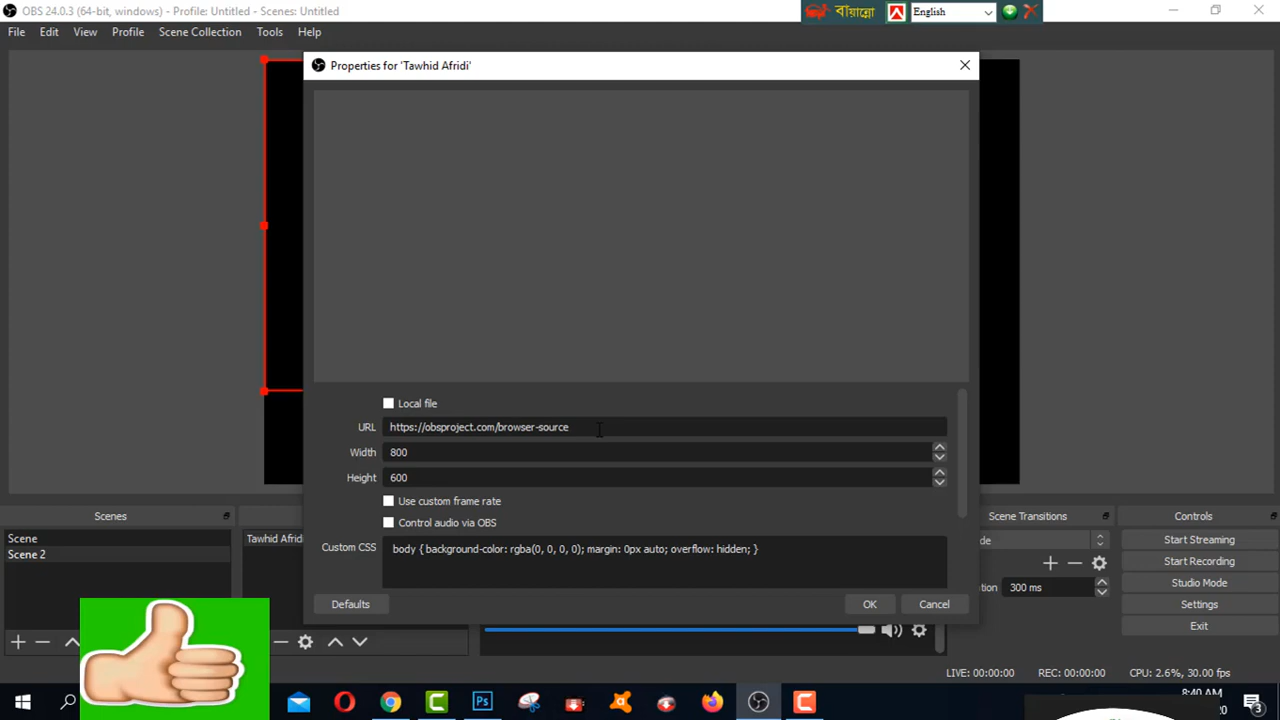 OBS 24.0.3 (64-bit, windows) - Profile: Untitled - Scenes: Untitled
বাঁয়ান্নো
English
File Edit View Profile Scene Collection Tools Help
Properties for 'Tawhid Afridi'
Local file
URL https://obsproject.com/browser-source
Width 800
Height 600
Use custom frame rate
Control audio via OBS
Custom CSS body { background-color: rgba(0, 0, 0, 0); margin: 0px auto; overflow: hidden; }
Defaults OK Cancel
Scenes
Scene
Scene 2
Tawhid Afridi
Scene Transitions
300 ms
Controls
Start Streaming
Start Recording
Studio Mode
Settings
Exit
LIVE: 00:00:00 REC: 00:00:00 CPU: 2.6%, 30.00 fps
Ps
8:40 AM
3